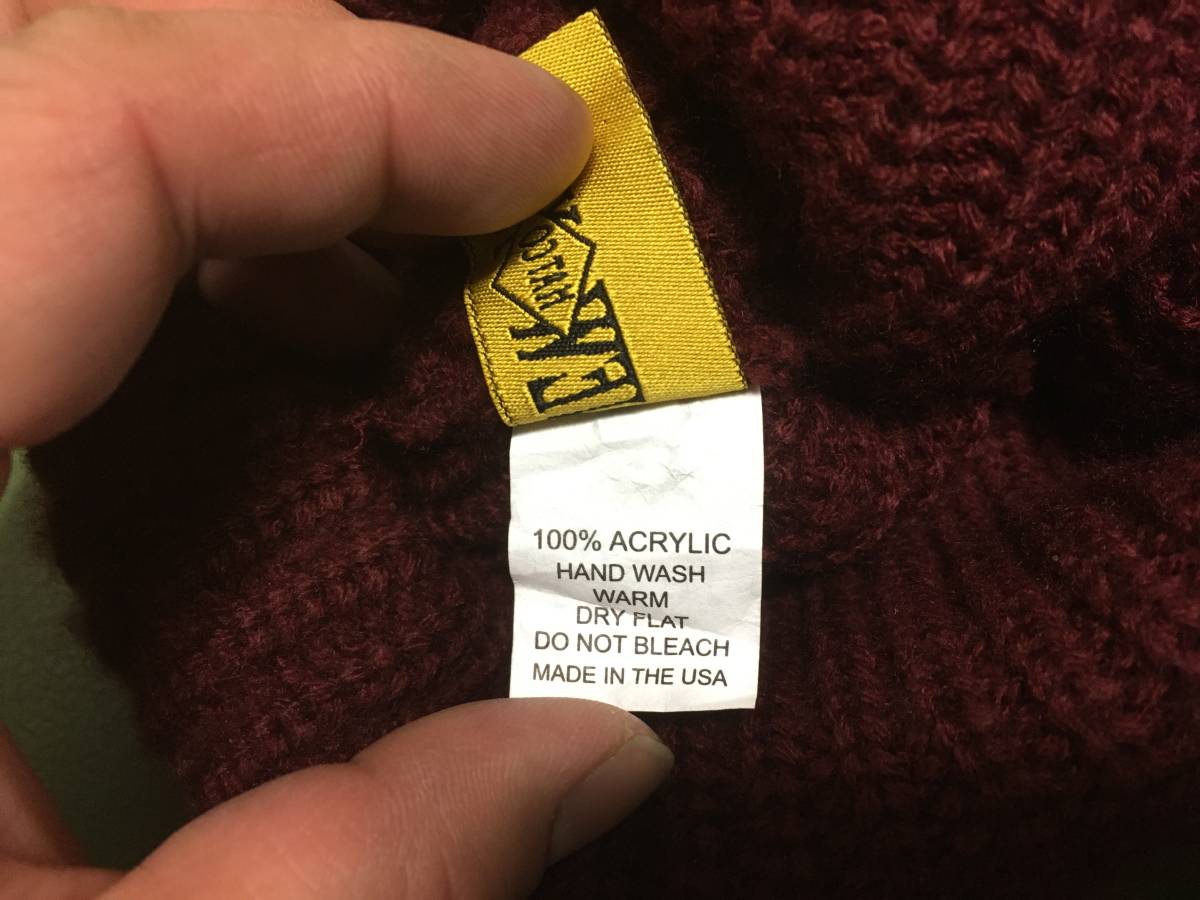 100% ACRYLIC
HAND WASH
WARM
DRY FLAT
DO NOT BLEACH
MADE IN THE USA